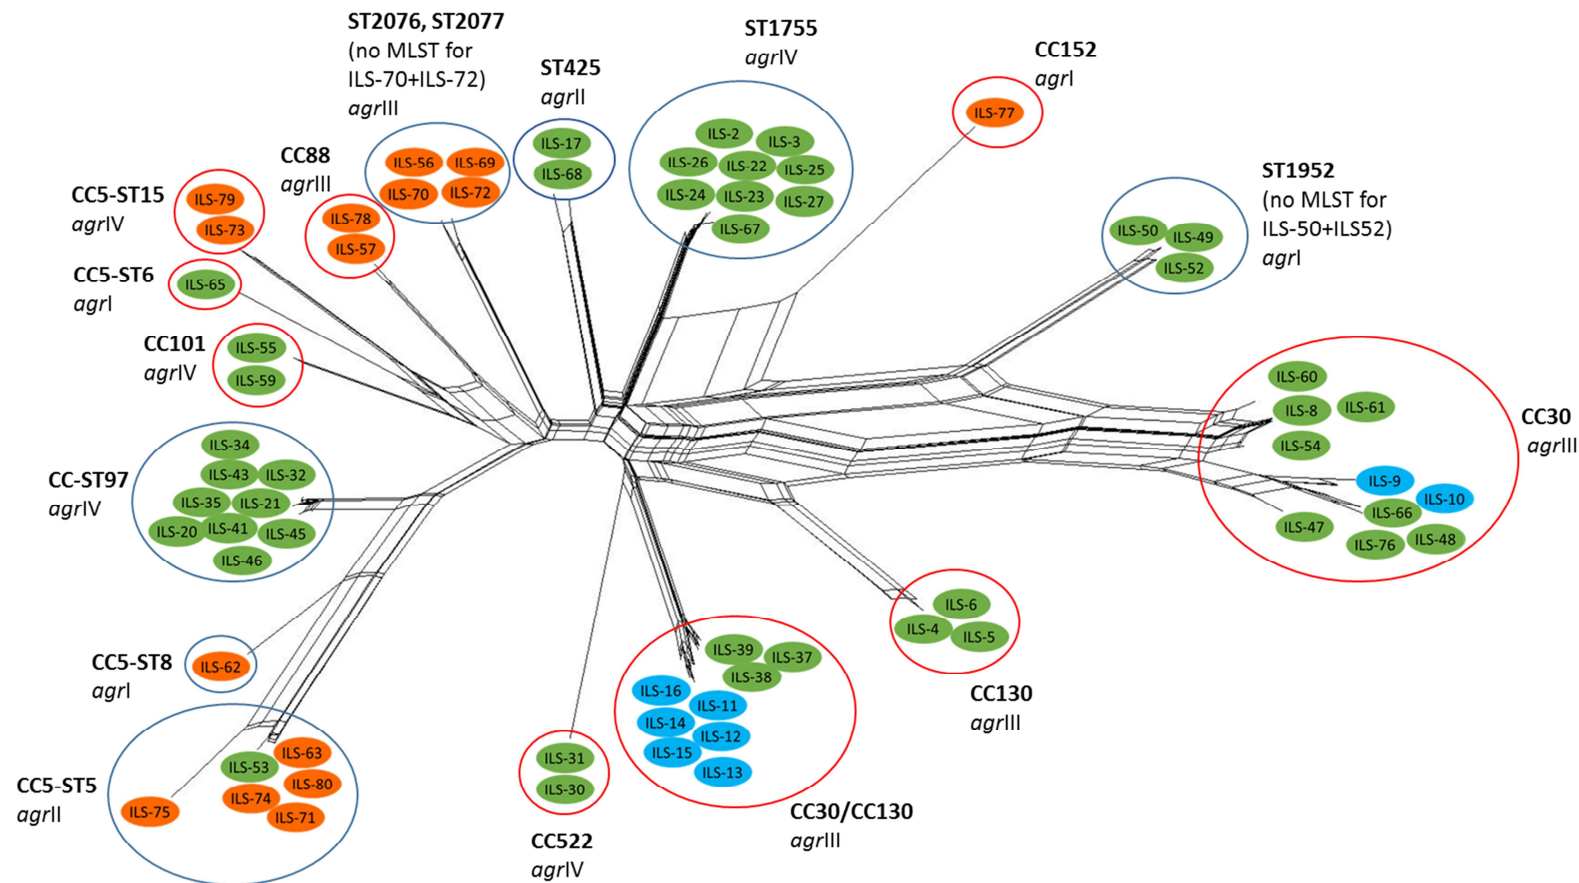 ST2076, ST2077
(no MLST for
ILS-70+ILS-72)
agrIII
ILS-56
ILS-69
ILS-70
ILS-72
ST425
agrII
ILS-17
ILS-68
ST1755
agrIV
ILS-2
ILS-3
ILS-26
ILS-22
ILS-25
ILS-24
ILS-23
ILS-27
ILS-67
CC152
agrI
ILS-77
CC88
agrIII
ILS-78
ILS-57
CC5-ST15
agrIV
ILS-79
ILS-73
ST1952
(no MLST for
ILS-50+ILS52)
agrI
ILS-50
ILS-49
ILS-52
CC5-ST6
agrI
ILS-65
CC101
agrIV
ILS-55
ILS-59
CC30
agrIII
ILS-60
ILS-8
ILS-61
ILS-54
ILS-9
ILS-10
ILS-66
ILS-47
ILS-76
ILS-48
CC-ST97
agrIV
ILS-34
ILS-43
ILS-32
ILS-35
ILS-21
ILS-20
ILS-41
ILS-45
ILS-46
CC5-ST8
agrI
ILS-62
CC130
agrIII
ILS-6
ILS-4
ILS-5
CC30/CC130
agrIII
ILS-39
ILS-37
ILS-38
ILS-16
ILS-11
ILS-14
ILS-12
ILS-15
ILS-13
CC522
agrIV
ILS-31
ILS-30
CC5-ST5
agrII
ILS-63
ILS-53
ILS-80
ILS-74
ILS-71
ILS-75